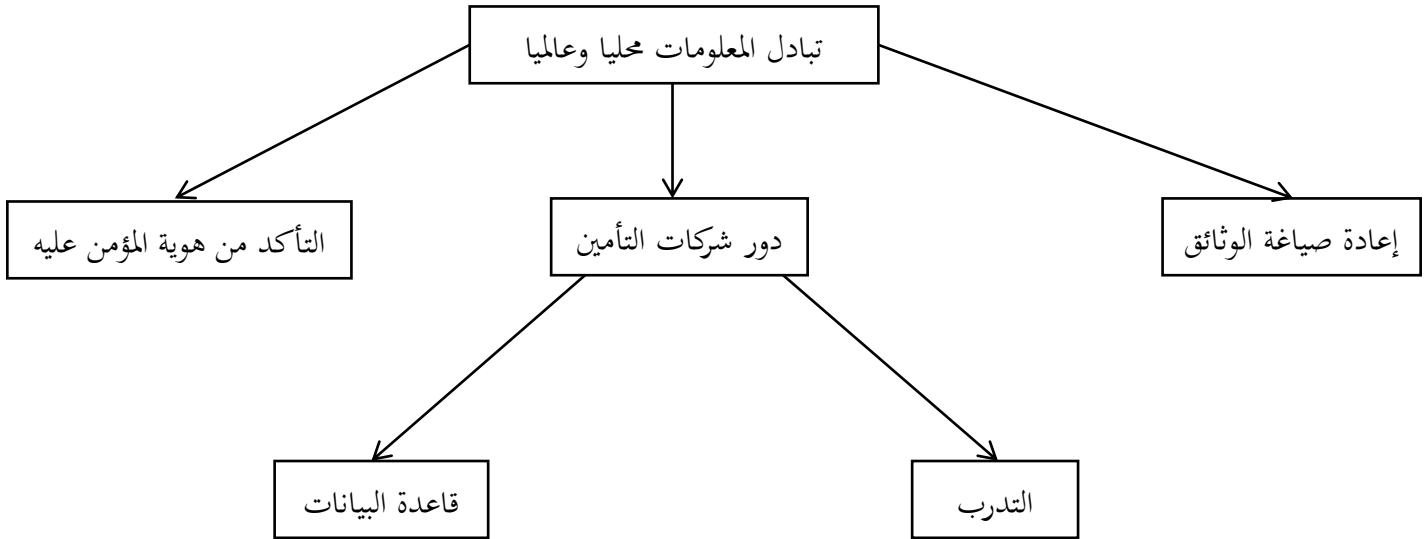 تبادل المعلومات محليا وعالميا
إعادة صياغة الوثائق
دور شركات التأمين
التأكد من هوية المؤمن عليه
التدرب
قاعدة البيانات